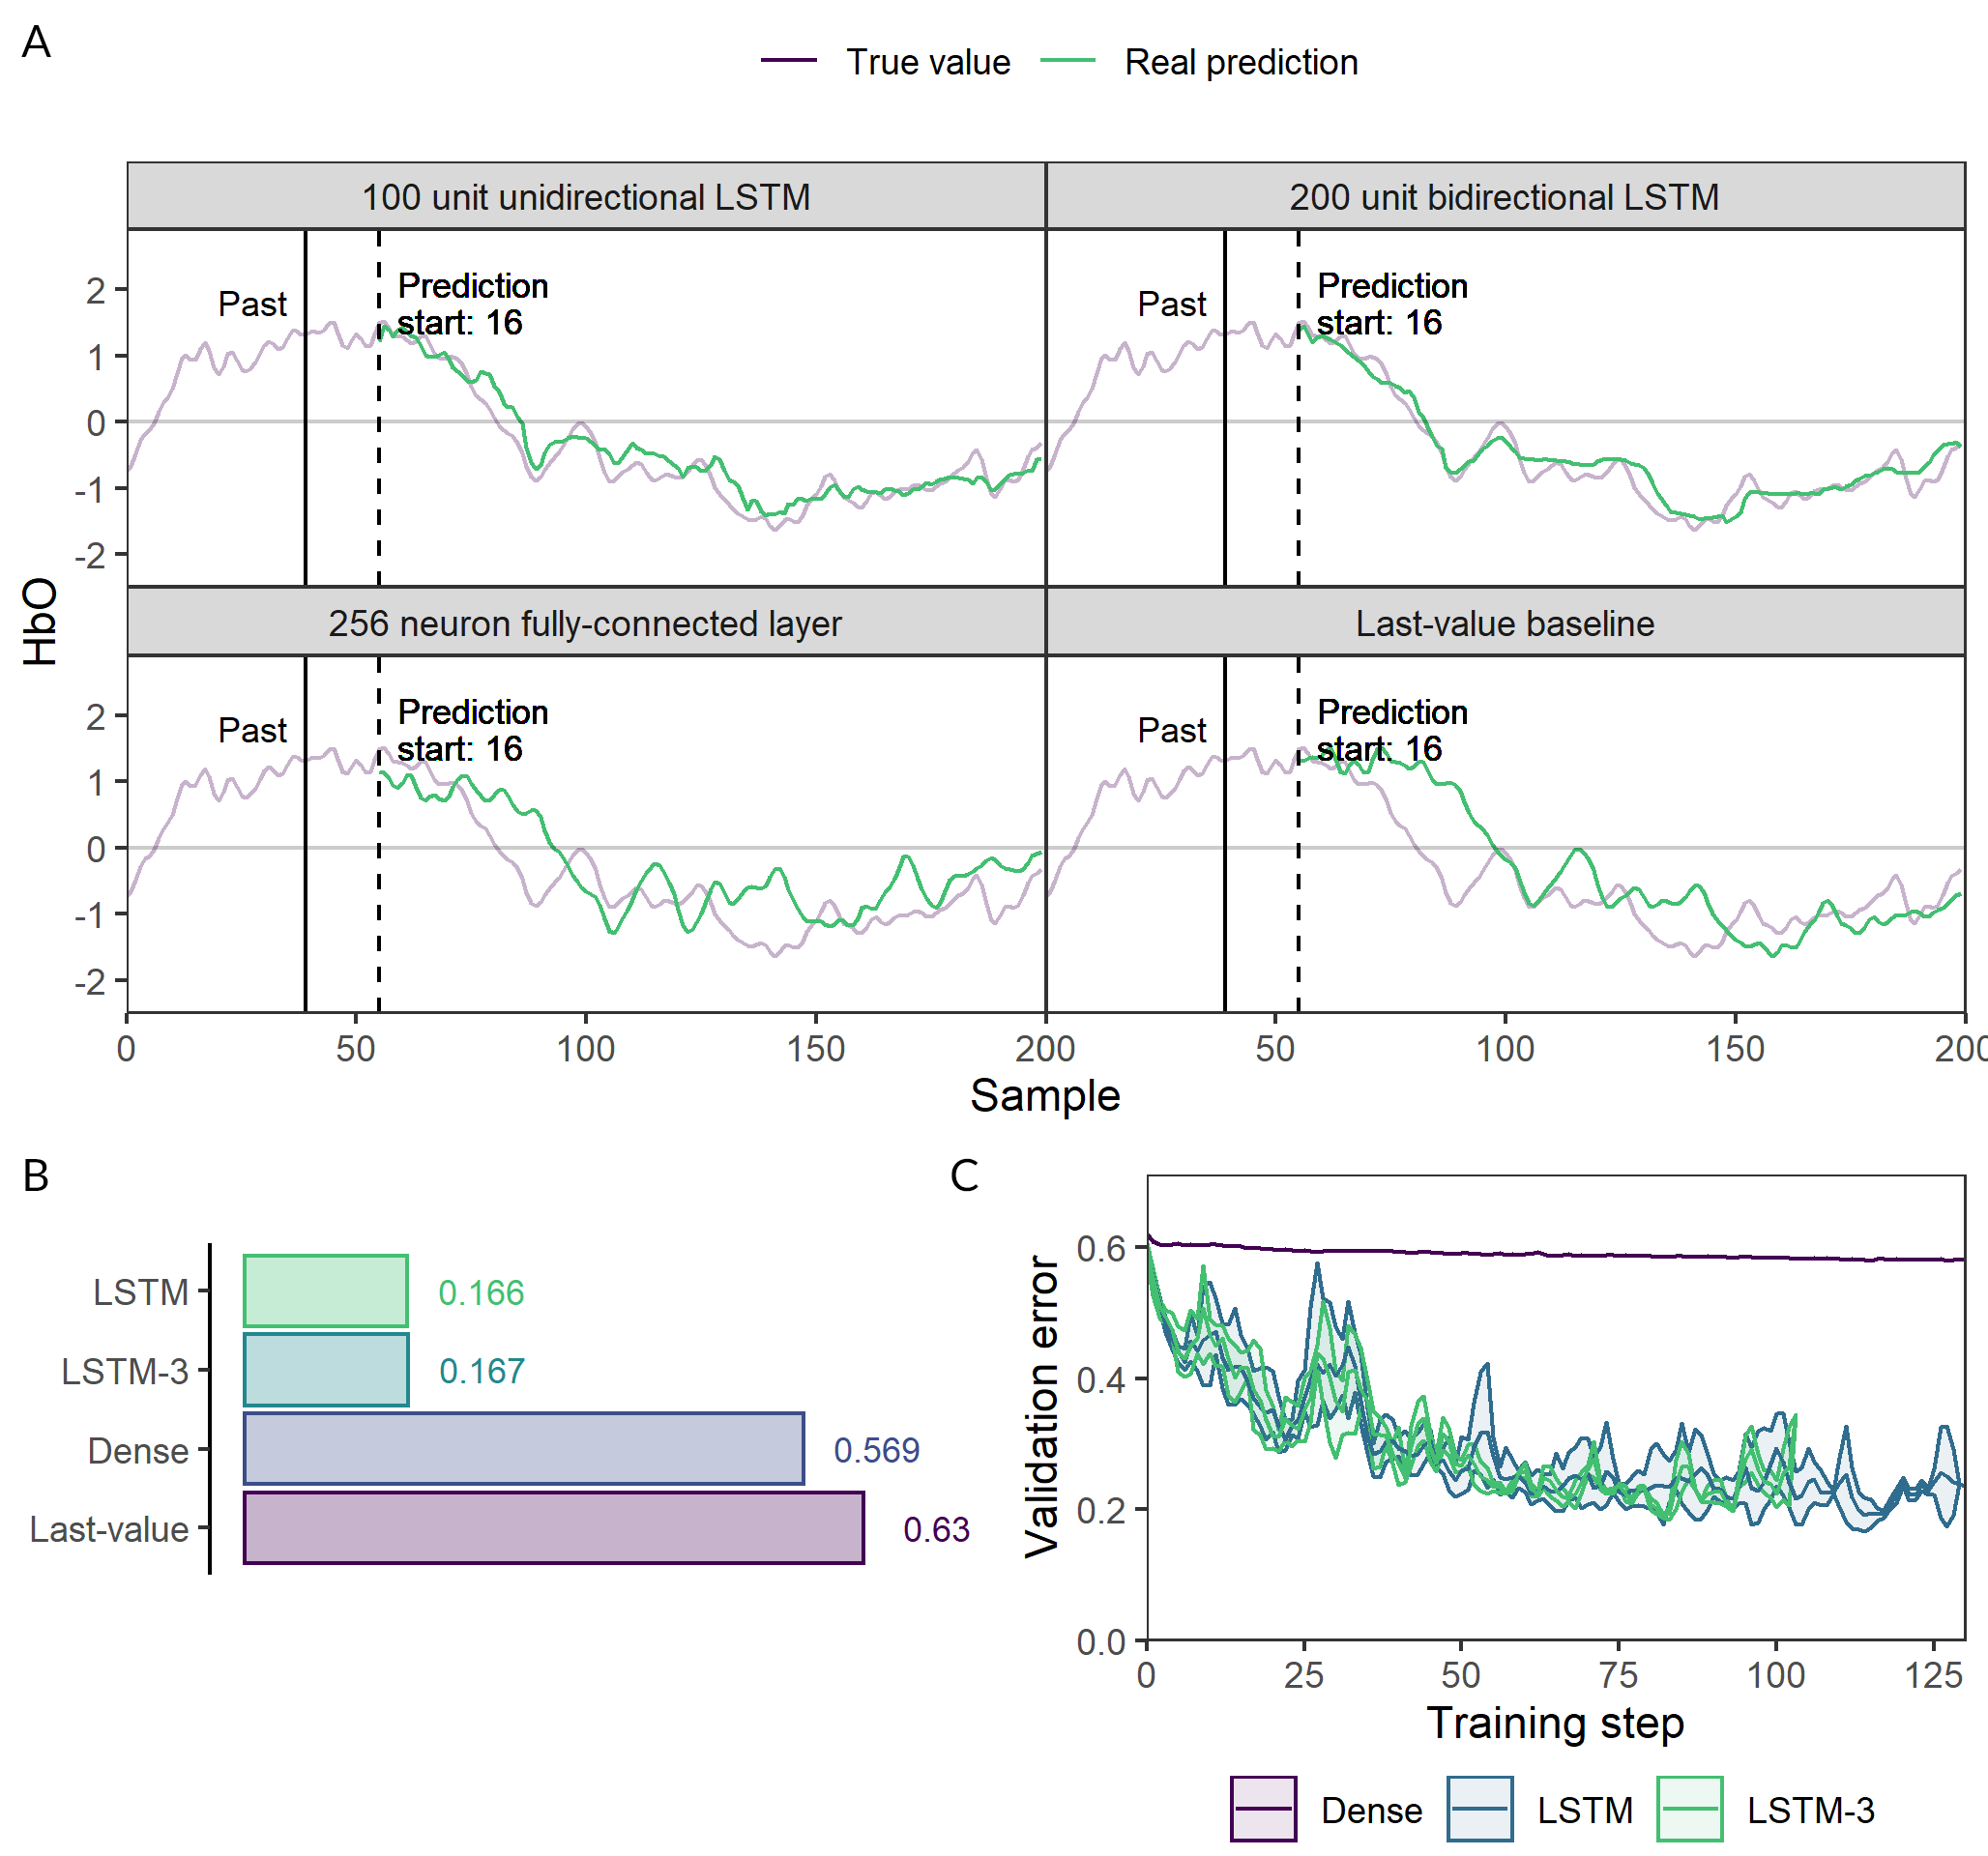 A
True value Real prediction
100 unit unidirectional LSTM 200 unit bidirectional LSTM
Past Prediction
start: 16
Past Prediction
start: 16
2
1
0
-1
-2
256 neuron fully-connected layer Last-value baseline
Past Prediction
start: 16
Past Prediction
start: 16
2
1
0
-1
-2
HbO
0 50 100 150 200 50 100 150 200
Sample
B
LSTM 0.166
LSTM-3 0.167
Dense 0.569
Last-value 0.63
C
Validation error
0.6
0.4
0.2
0.0
0 25 50 75 100 125
Training step
Dense LSTM LSTM-3